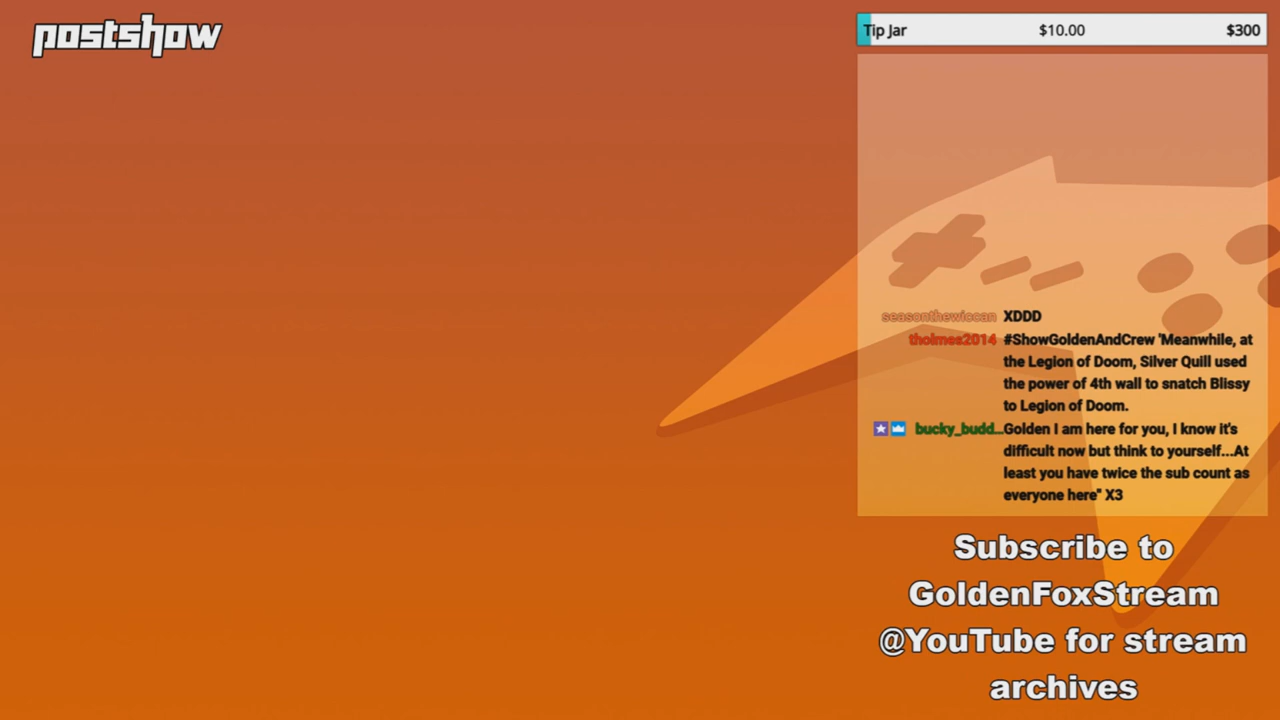 postshow
Tip Jar $10.00 $300
seasonthewiccan XDDD
tholmes2014 #ShowGoldenAndCrew 'Meanwhile, at
the Legion of Doom, Silver Quill used
the power of 4th wall to snatch Blissy
to Legion of Doom.
bucky_budd... Golden I am here for you, I know it's
difficult now but think to yourself...At
least you have twice the sub count as
everyone here" X3
Subscribe to
GoldenFoxStream
@YouTube for stream
archives